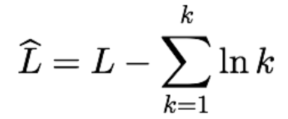 $\widehat{L} = L - \sum_{k=1}^{k} \ln k$